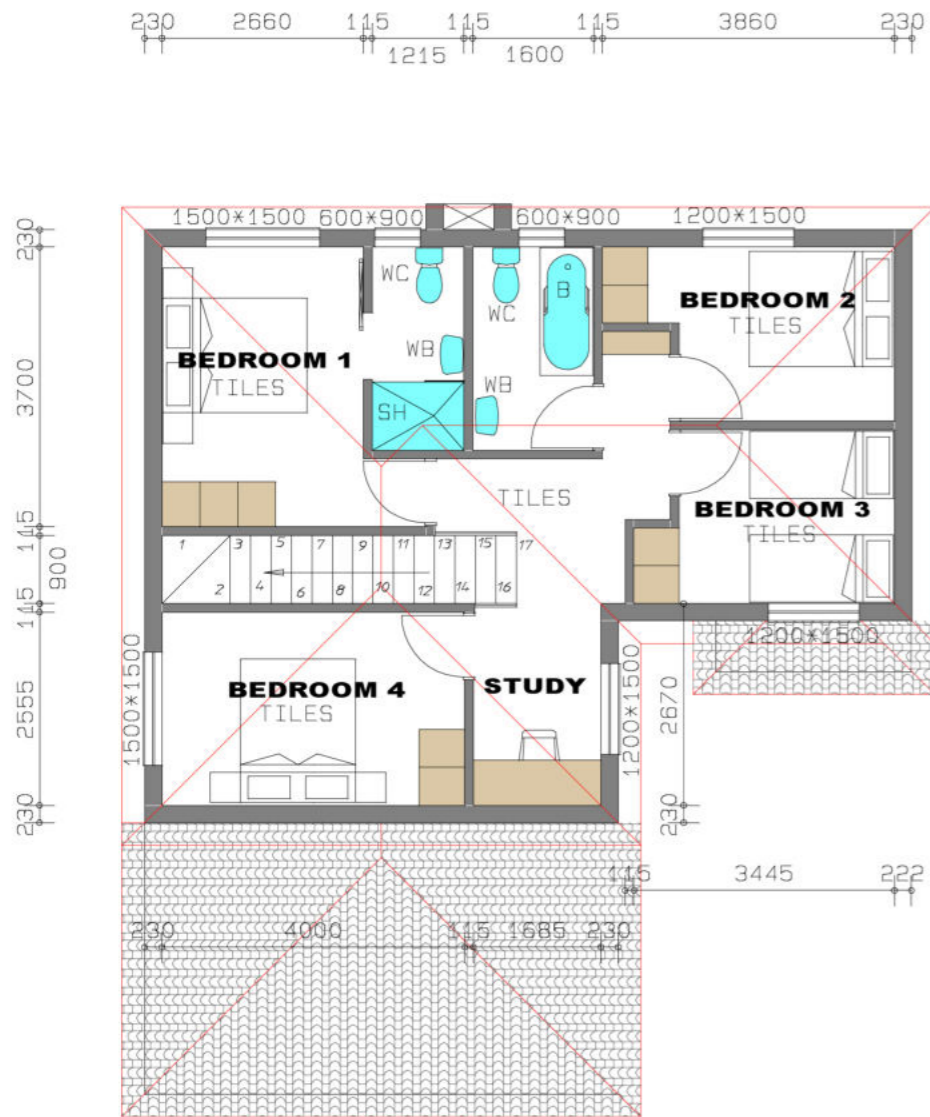 230 2660 115 1215 115 1600 115 3860 230
1500*1500 600*900 600*900 1200*1500
230
WC
WC
B
BEDROOM 2
TILES
WB
BEDROOM 1
TILES
3700
WB
SH
TILES
BEDROOM 3
TILES
115
1 3 5 7 9 11 13 15 17
900
2 4 6 8 10 12 14 16
115
1200*1500
1500*1500
2555
BEDROOM 4
TILES
STUDY
1200*1500
2670
230
230
115 3445 222
230 4000 115 1685 230